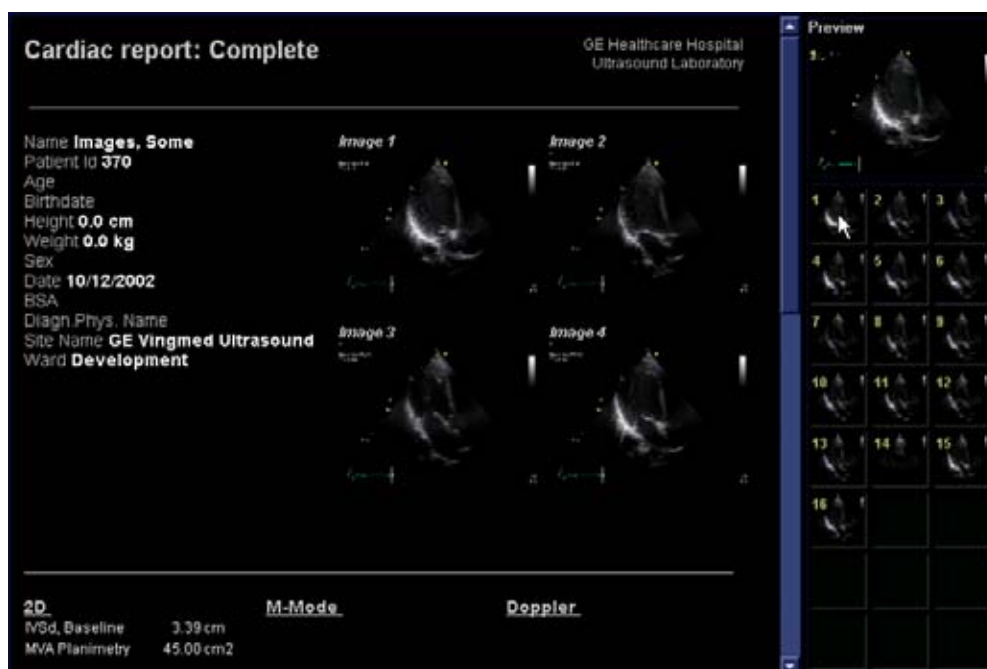 Cardiac report: Complete
GE Healthcare Hospital
Ultrasound Laboratory
Name Images, Some
Patient Id 370
Age
Birthdate
Height 0.0 cm
Weight 0.0 kg
Sex
Date 10/12/2002
BSA
Diagn.Phys. Name
Site Name GE Vingmed Ultrasound
Ward Development
Image 1
Image 2
Image 3
Image 4
2D
IVSd, Baseline 3.39 cm
MVA Planimetry 45.00 cm2
M-Mode
Doppler
Preview
1 2 3
4 5 6
7 8 9
10 11 12
13 14 15
16